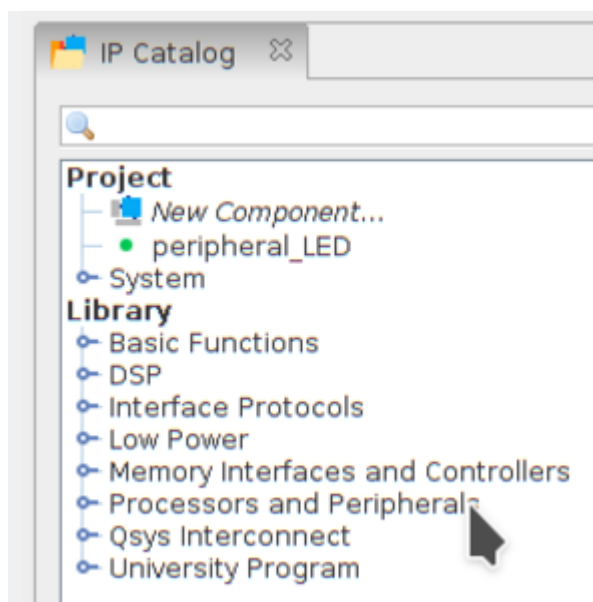 IP Catalog
Project
New Component...
peripheral_LED
System
Library
Basic Functions
DSP
Interface Protocols
Low Power
Memory Interfaces and Controllers
Processors and Peripherals
Qsys Interconnect
University Program